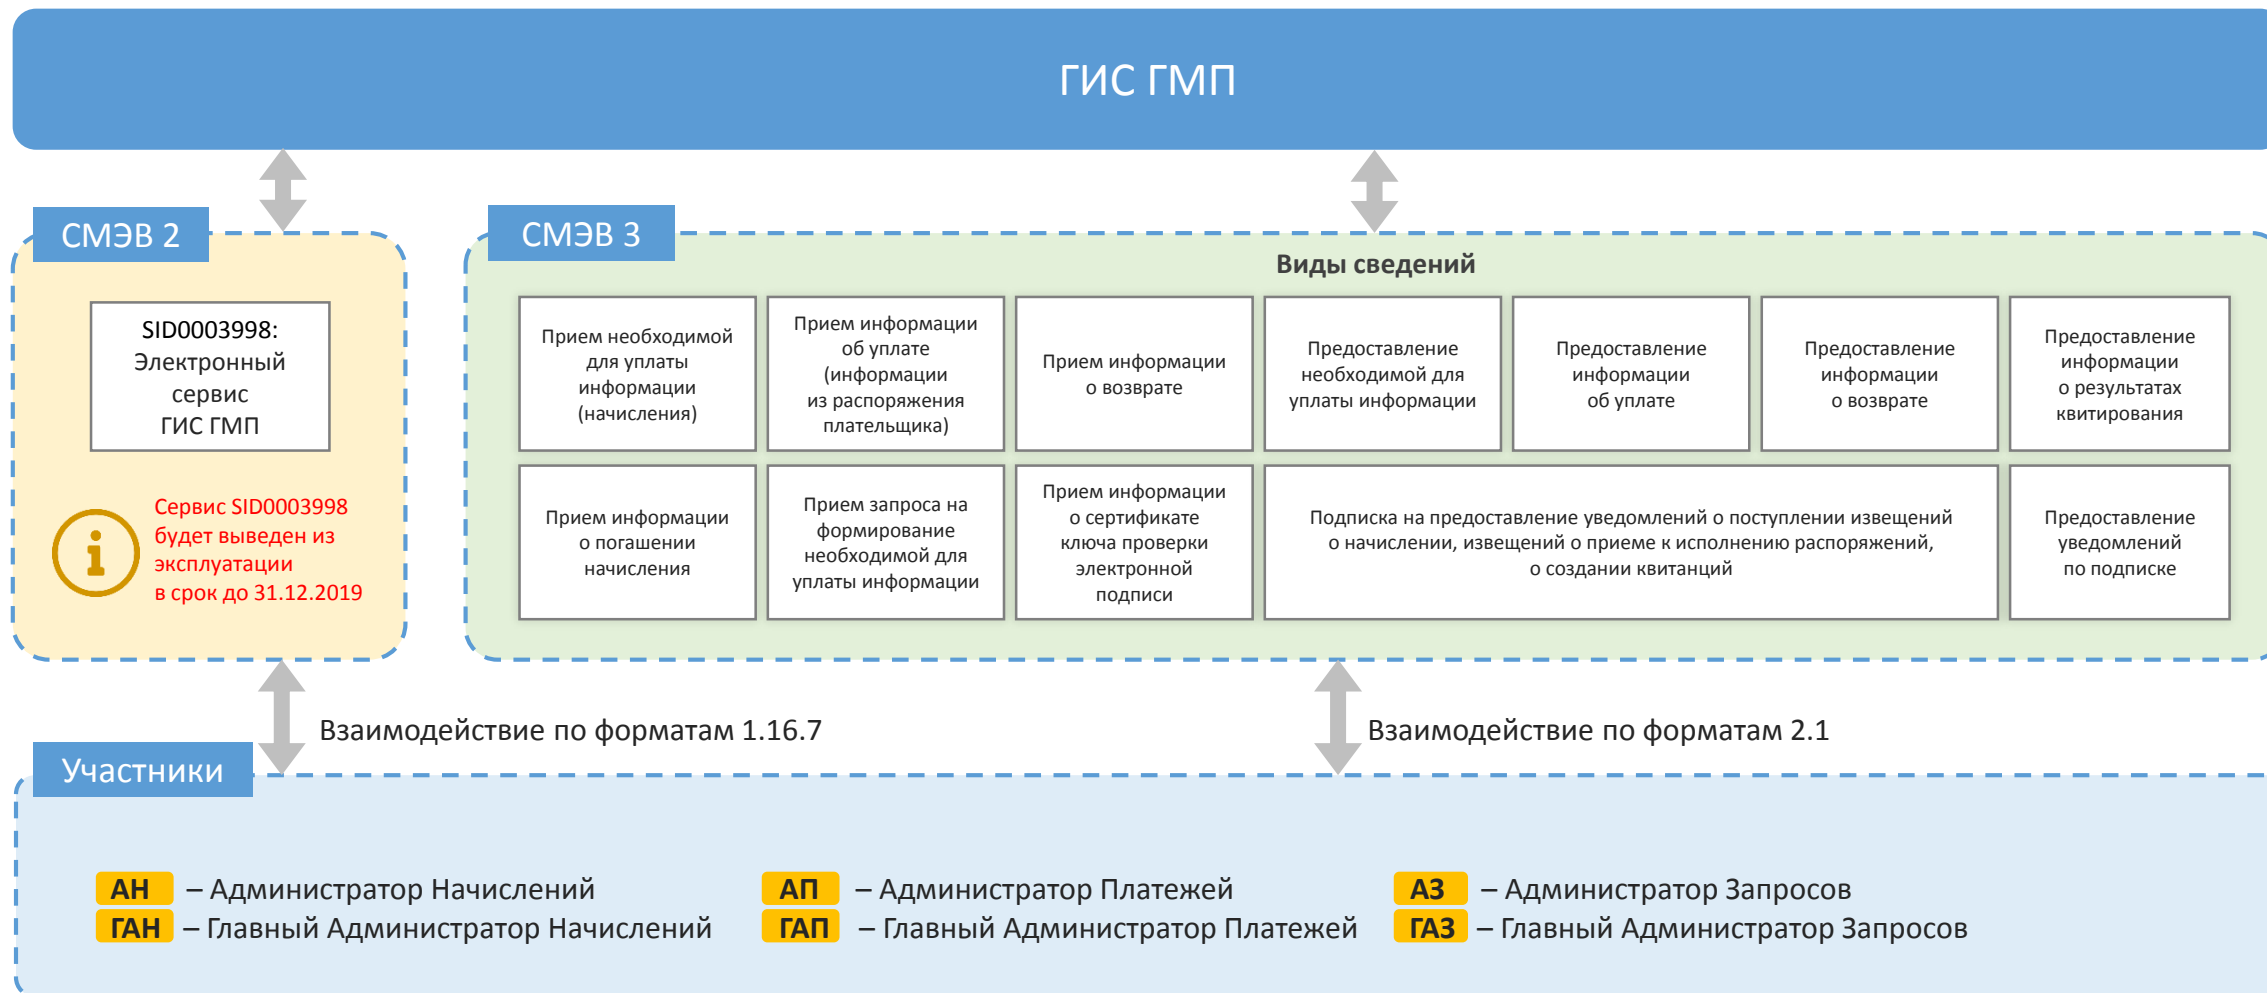 ГИС ГМП
СМЭВ 2
SID0003998:
Электронный
сервис
ГИС ГМП
Сервис SID0003998
будет выведен из
эксплуатации
в срок до 31.12.2019
СМЭВ 3
Виды сведений
Прием необходимой
для уплаты
информации
(начисления)
Прием информации
об уплате
(информации
из распоряжения
плательщика)
Прием информации
о возврате
Предоставление
необходимой для
уплаты информации
Предоставление
информации
об уплате
Предоставление
информации
о возврате
Предоставление
информации
о результатах
квитирования
Прием информации
о погашении
начисления
Прием запроса на
формирование
необходимой для
уплаты информации
Прием информации
о сертификате
ключа проверки
электронной
подписи
Подписка на предоставление уведомлений о поступлении извещений
о начислении, извещений о приеме к исполнению распоряжений,
о создании квитанций
Предоставление
уведомлений
по подписке
Взаимодействие по форматам 1.16.7
Взаимодействие по форматам 2.1
Участники
АН – Администратор Начислений
ГАН – Главный Администратор Начислений
АП – Администратор Платежей
ГАП – Главный Администратор Платежей
АЗ – Администратор Запросов
ГАЗ – Главный Администратор Запросов